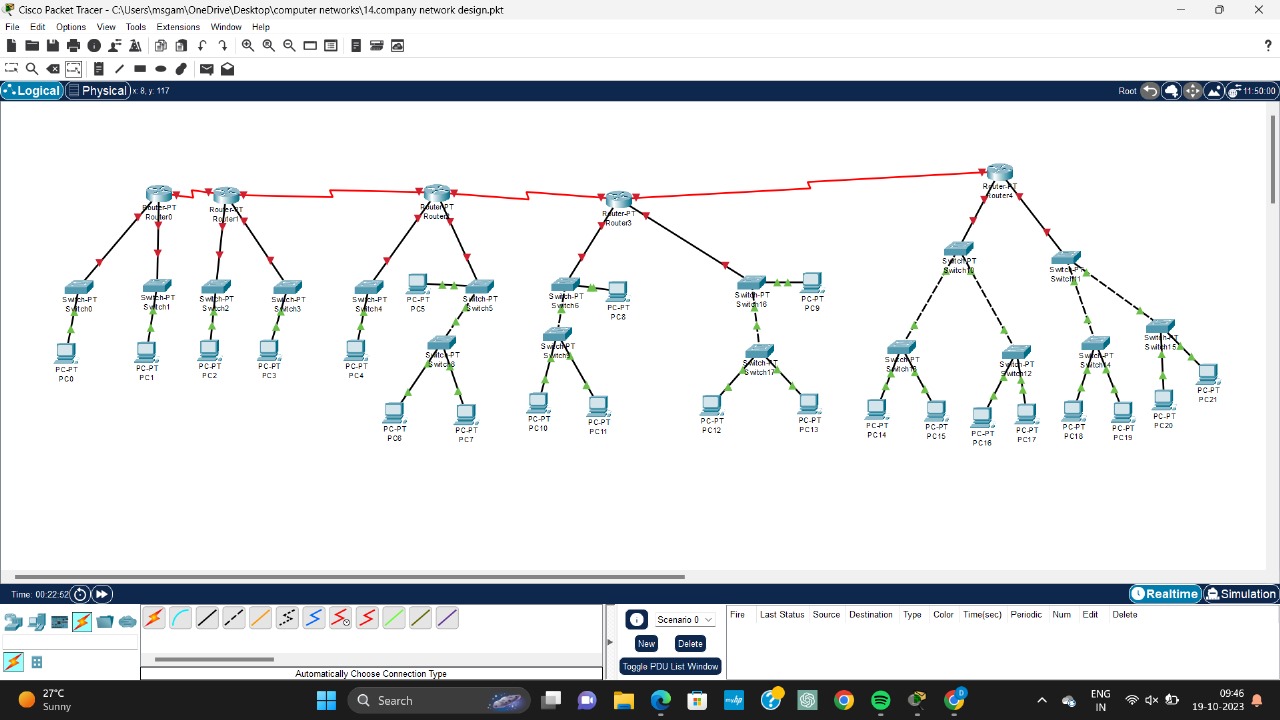 Cisco Packet Tracer - C:\Users\msgam\OneDrive\Desktop\computer networks\14.company network design.pkt
File Edit Options View Tools Extensions Window Help
?
Logical Physical x: 8, y: 117 Root 11:50:00
Router-PT
Router4
Router-PT
Router0
Router-PT
Router1
Router-PT
Router-PT
Router3
Switch-PT
Switch-PT
Switch-PT
Switch0
Switch-PT
Switch1
Switch-PT
Switch2
Switch-PT
Switch3
Switch-PT
Switch4
PC-PT
PC5
Switch-PT
Switch5
Switch-PT
Switch6
PC-PT
PC8
Switch-PT
Switch16
PC-PT
PC9
PC-PT
PC0
PC-PT
PC1
PC-PT
PC2
PC-PT
PC3
PC-PT
PC4
Switch-PT
Switch-PT
Switch-PT
Switch17
Switch-PT
Switch-PT
Switch12
Switch-PT
Switch14
Switch-PT
Switch15
PC-PT
PC6
PC-PT
PC7
PC-PT
PC10
PC-PT
PC11
PC-PT
PC12
PC-PT
PC13
PC-PT
PC14
PC-PT
PC15
PC-PT
PC16
PC-PT
PC17
PC-PT
PC18
PC-PT
PC19
PC-PT
PC20
PC-PT
PC21
Time: 00:22:52 Realtime Simulation
Scenario 0
New Delete
Toggle PDU List Window
Fire Last Status Source Destination Type Color Time(sec) Periodic Num Edit Delete
Automatically Choose Connection Type
27°C
Sunny
Search
ENG
IN
09:46
19-10-2023